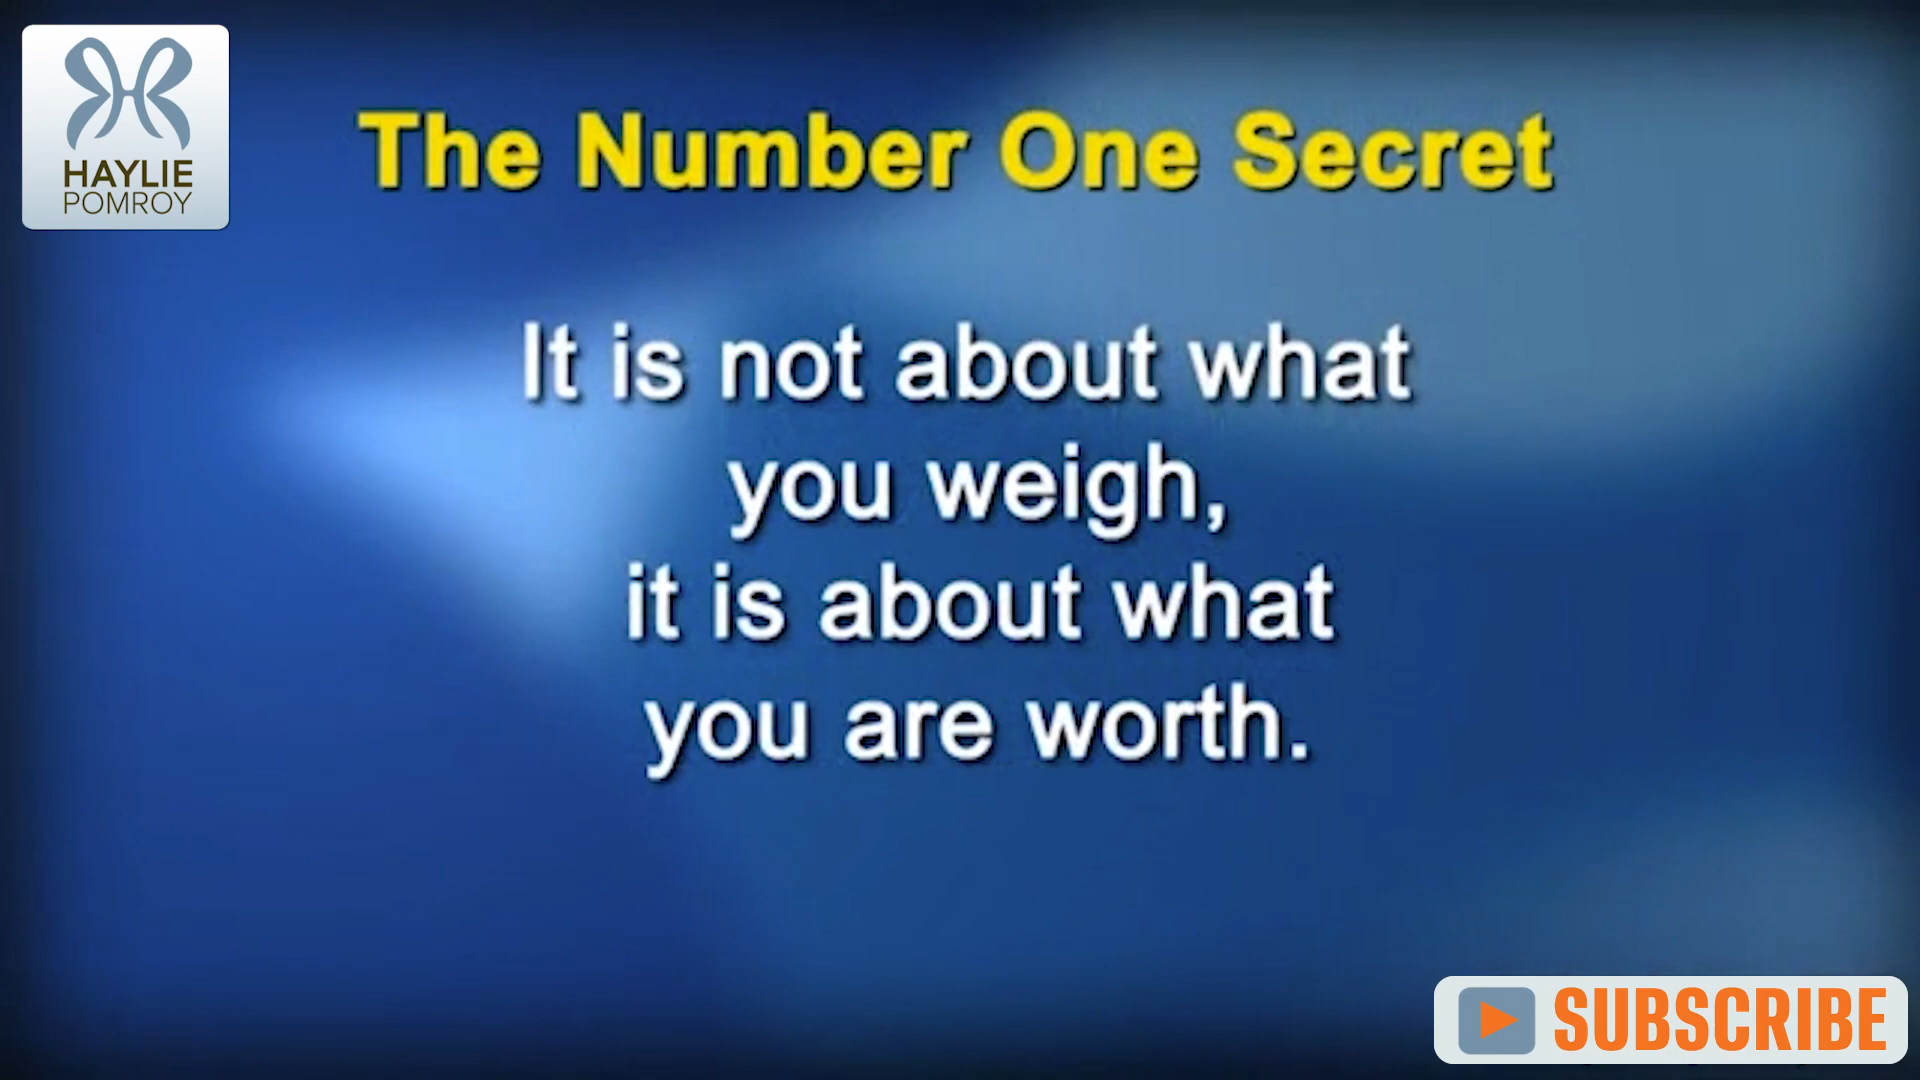 HAYLIE
POMROY
The Number One Secret
It is not about what
you weigh,
it is about what
you are worth.
SUBSCRIBE